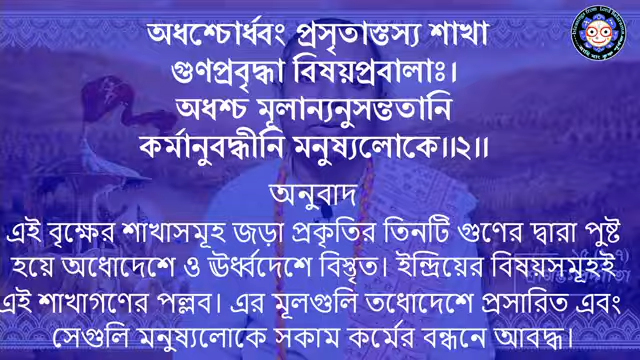 অধশ্চোর্ধ্বং প্রসৃতাস্তস্য শাখা
গুণপ্রবৃদ্ধা বিষয়প্রবালাঃ।
অধশ্চ মূলান্যনুসন্ততানি
কর্মানুবদ্ধীনি মনুষ্যলোকে॥২॥
অনুবাদ
এই বৃক্ষের শাখাসমূহ জড়া প্রকৃতির তিনটি গুণের দ্বারা পুষ্ট
হয়ে অধোদেশে ও ঊর্ধ্বদেশে বিস্তৃত। ইন্দ্রিয়ের বিষয়সমূহই
এই শাখাগণের পল্লব। এর মূলগুলি তধোদেশে প্রসারিত এবং
সেগুলি মনুষ্যলোকে সকাম কর্মের বন্ধনে আবদ্ধ।